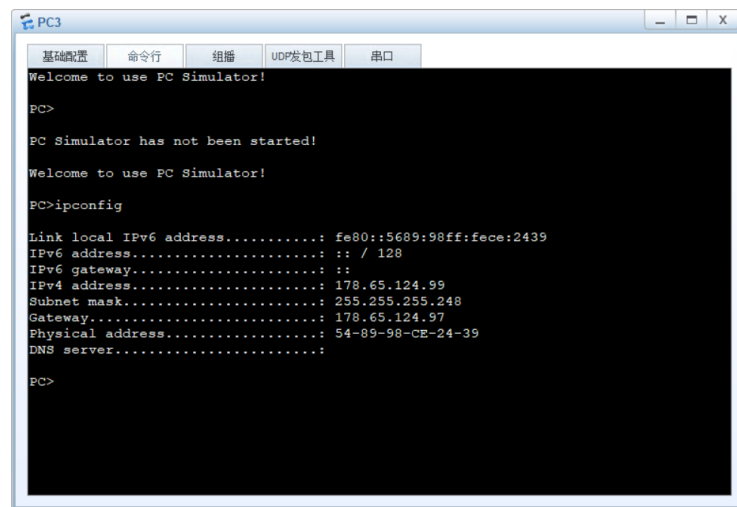 PC3
基础配置 命令行 组播 UDP发包工具 串口
Welcome to use PC Simulator!
PC>
PC Simulator has not been started!
Welcome to use PC Simulator!
PC>ipconfig
Link local IPv6 address...........: fe80::5689:98ff:fece:2439
IPv6 address......................: :: / 128
IPv6 gateway......................: ::
IPv4 address......................: 178.65.124.99
Subnet mask.......................: 255.255.255.248
Gateway...........................: 178.65.124.97
Physical address..................: 54-89-98-CE-24-39
DNS server........................:
PC>